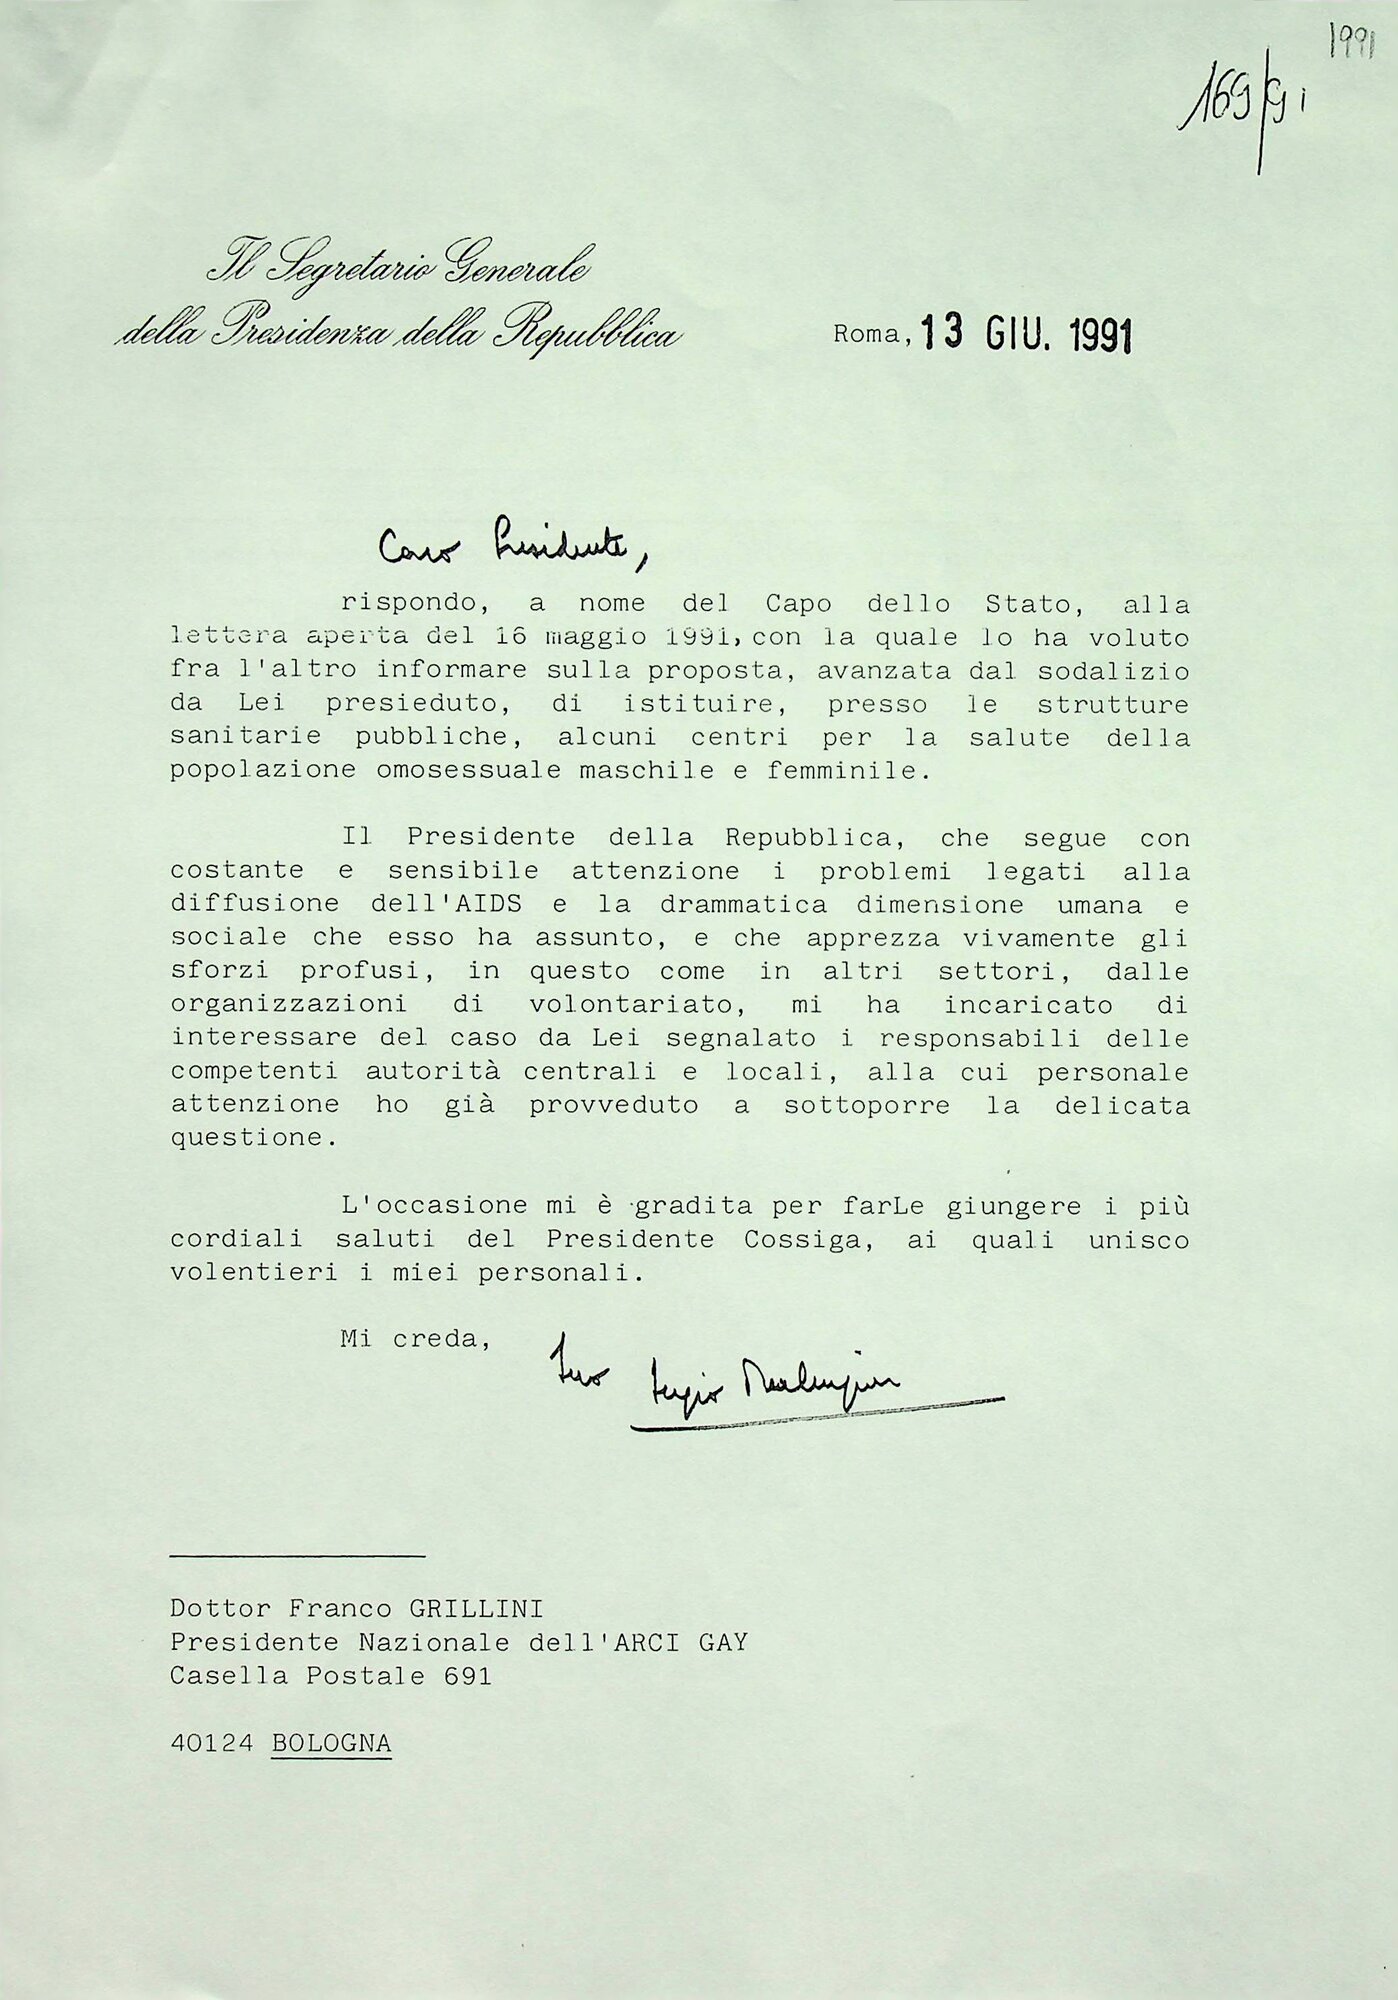 1991
169/91
Il Segretario Generale
della Presidenza della Repubblica
Roma, 13 GIU. 1991
Caro Presidente,
rispondo, a nome del Capo dello Stato, alla
lettera aperta del 16 maggio 1991, con la quale lo ha voluto
fra l'altro informare sulla proposta, avanzata dal sodalizio
da Lei presieduto, di istituire, presso le strutture
sanitarie pubbliche, alcuni centri per la salute della
popolazione omosessuale maschile e femminile.
Il Presidente della Repubblica, che segue con
costante e sensibile attenzione i problemi legati alla
diffusione dell'AIDS e la drammatica dimensione umana e
sociale che esso ha assunto, e che apprezza vivamente gli
sforzi profusi, in questo come in altri settori, dalle
organizzazioni di volontariato, mi ha incaricato di
interessare del caso da Lei segnalato i responsabili delle
competenti autorità centrali e locali, alla cui personale
attenzione ho già provveduto a sottoporre la delicata
questione.
L'occasione mi è gradita per farLe giungere i più
cordiali saluti del Presidente Cossiga, ai quali unisco
volentieri i miei personali.
Mi creda,
Suo Sergio
Dottor Franco GRILLINI
Presidente Nazionale dell'ARCI GAY
Casella Postale 691
40124 BOLOGNA